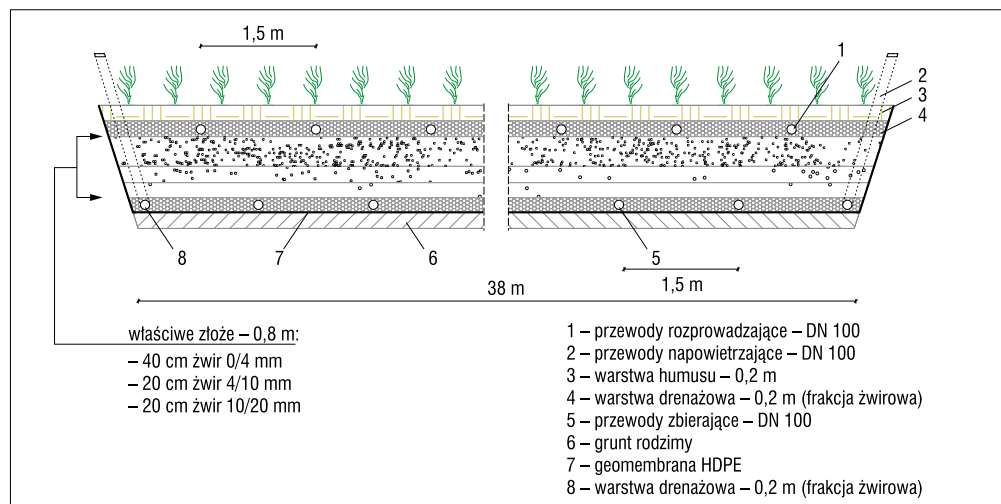 1,5 m
1
2
3
4
8
7
6
5
1,5 m
38 m
właściwe złoże – 0,8 m:
– 40 cm żwir 0/4 mm
– 20 cm żwir 4/10 mm
– 20 cm żwir 10/20 mm
1 – przewody rozprowadzające – DN 100
2 – przewody napowietrzające – DN 100
3 – warstwa humusu – 0,2 m
4 – warstwa drenażowa – 0,2 m (frakcja żwirowa)
5 – przewody zbierające – DN 100
6 – grunt rodzimy
7 – geomembrana HDPE
8 – warstwa drenażowa – 0,2 m (frakcja żwirowa)